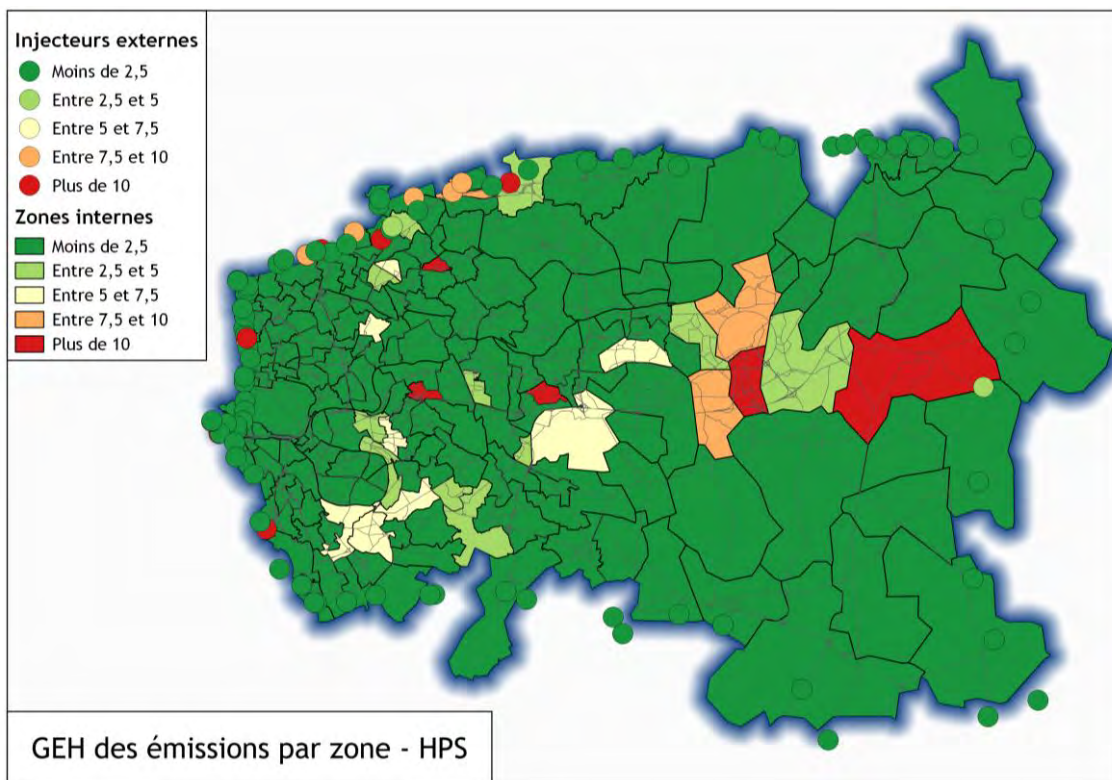 Injecteurs externes
Moins de 2,5
Entre 2,5 et 5
Entre 5 et 7,5
Entre 7,5 et 10
Plus de 10
Zones internes
Moins de 2,5
Entre 2,5 et 5
Entre 5 et 7,5
Entre 7,5 et 10
Plus de 10
GEH des émissions par zone - HPS